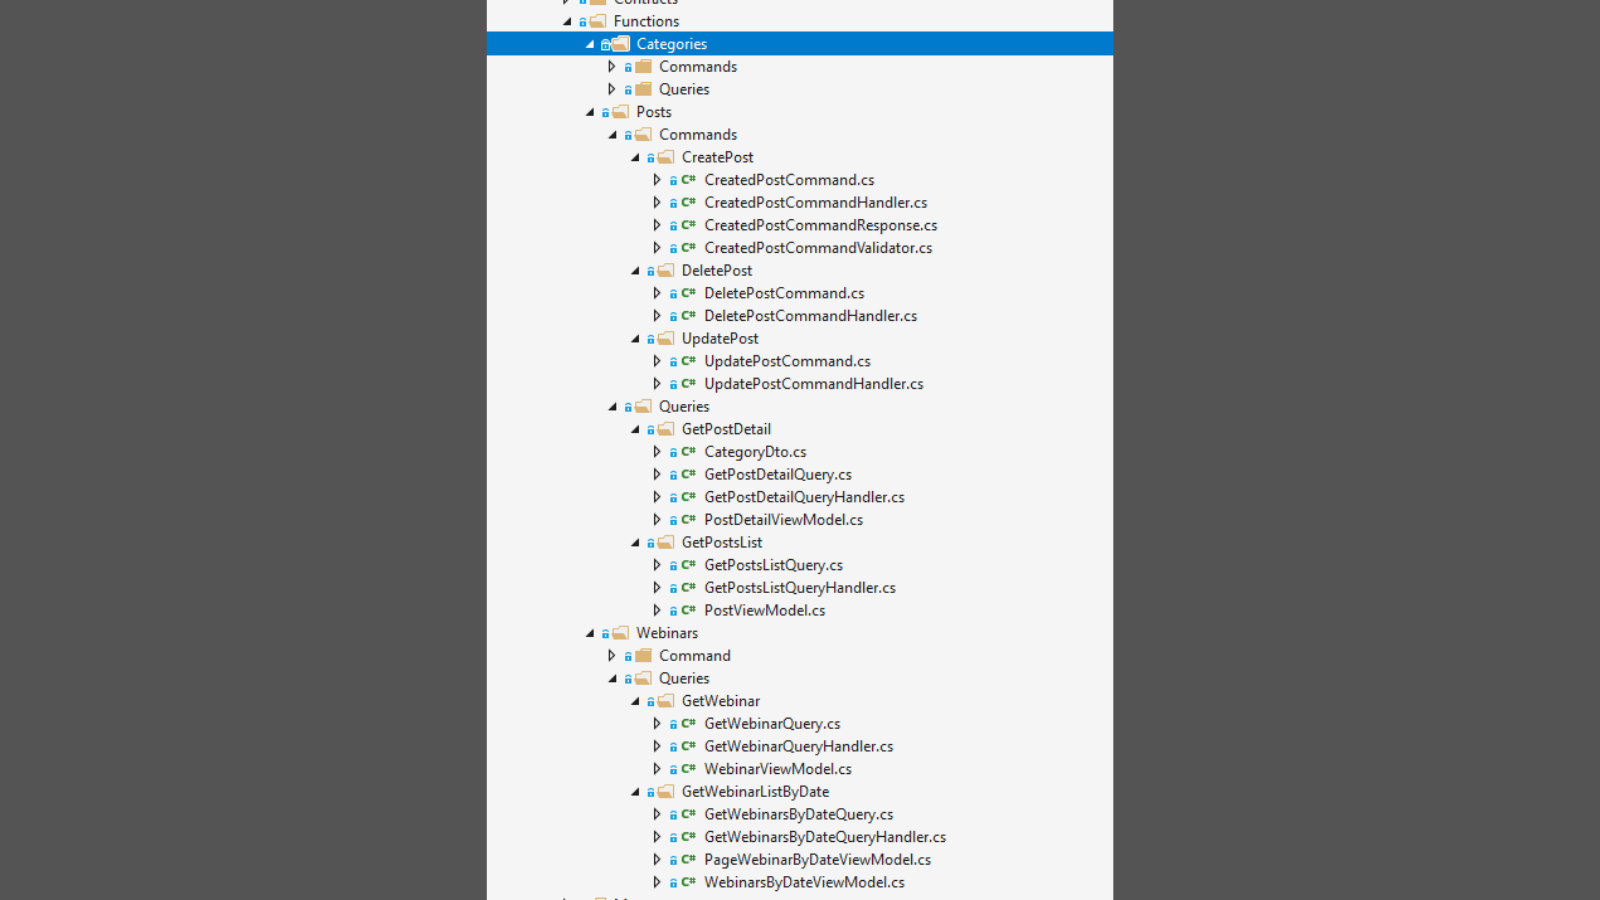 Contracts
Functions
Categories
Commands
Queries
Posts
Commands
CreatePost
C# CreatedPostCommand.cs
C# CreatedPostCommandHandler.cs
C# CreatedPostCommandResponse.cs
C# CreatedPostCommandValidator.cs
DeletePost
C# DeletePostCommand.cs
C# DeletePostCommandHandler.cs
UpdatePost
C# UpdatePostCommand.cs
C# UpdatePostCommandHandler.cs
Queries
GetPostDetail
C# CategoryDto.cs
C# GetPostDetailQuery.cs
C# GetPostDetailQueryHandler.cs
C# PostDetailViewModel.cs
GetPostsList
C# GetPostsListQuery.cs
C# GetPostsListQueryHandler.cs
C# PostViewModel.cs
Webinars
Command
Queries
GetWebinar
C# GetWebinarQuery.cs
C# GetWebinarQueryHandler.cs
C# WebinarViewModel.cs
GetWebinarListByDate
C# GetWebinarsByDateQuery.cs
C# GetWebinarsByDateQueryHandler.cs
C# PageWebinarByDateViewModel.cs
C# WebinarsByDateViewModel.cs